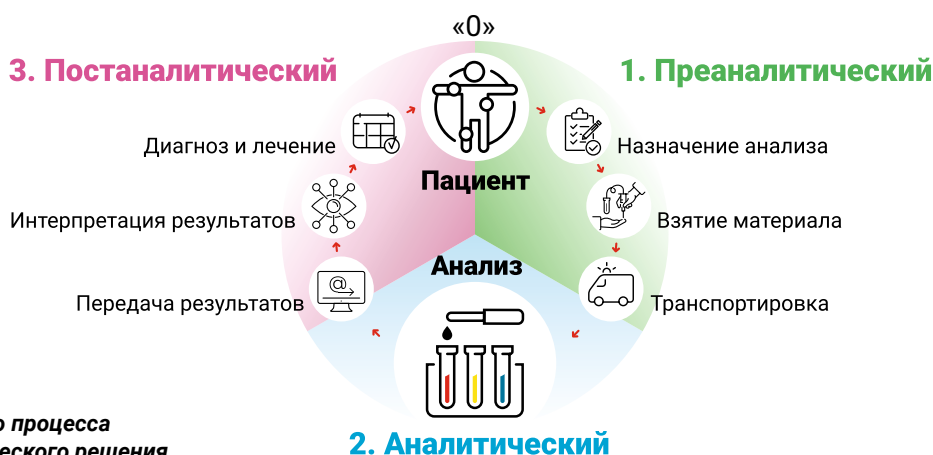 «0»
3. Постаналитический
1. Преаналитический
Диагноз и лечение
Назначение анализа
Пациент
Интерпретация результатов
Взятие материала
Анализ
@
Передача результатов
Транспортировка
процесса
решения
2. Аналитический